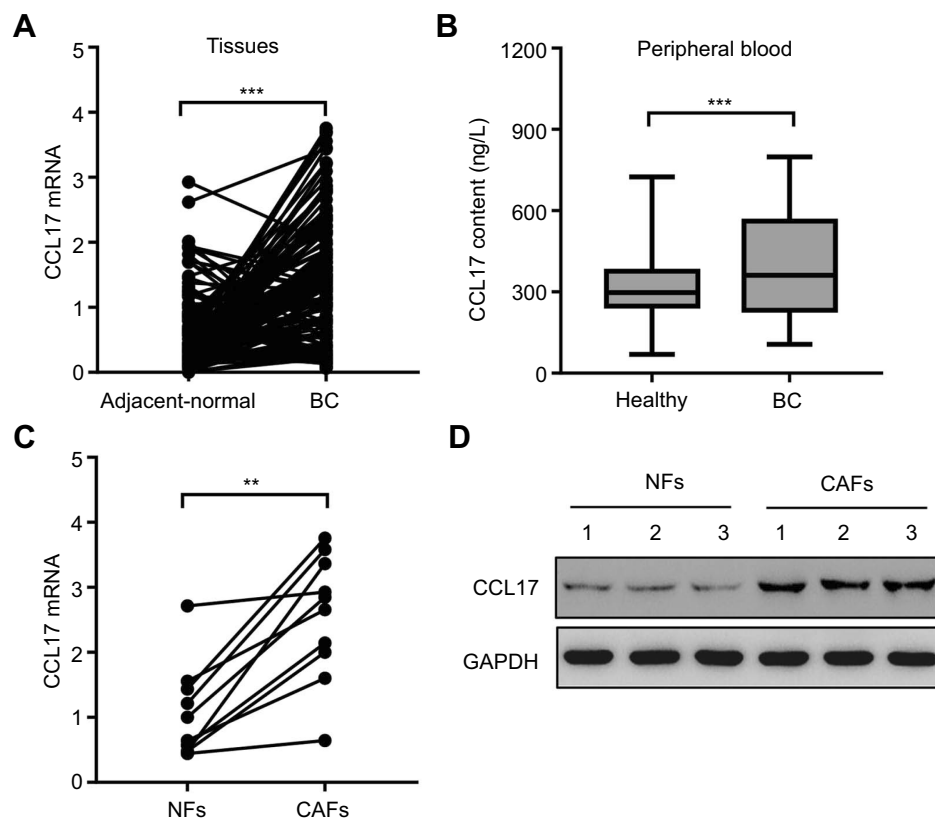 A
Tissues
***
CCL17 mRNA
5
4
3
2
1
0
Adjacent-normal BC
B
Peripheral blood
***
CCL17 content (ng/L)
1200
900
600
300
0
Healthy BC
C
**
CCL17 mRNA
5
4
3
2
1
0
NFs CAFs
D
NFs CAFs
1 2 3 1 2 3
CCL17
GAPDH